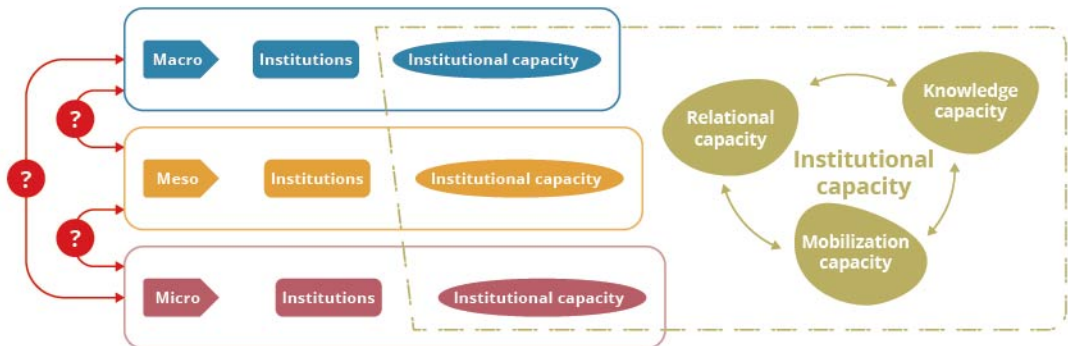 Macro
Institutions
Institutional capacity
?
Meso
Institutions
Institutional capacity
?
?
Micro
Institutions
Institutional capacity
Relational
capacity
Knowledge
capacity
Institutional
capacity
Mobilization
capacity